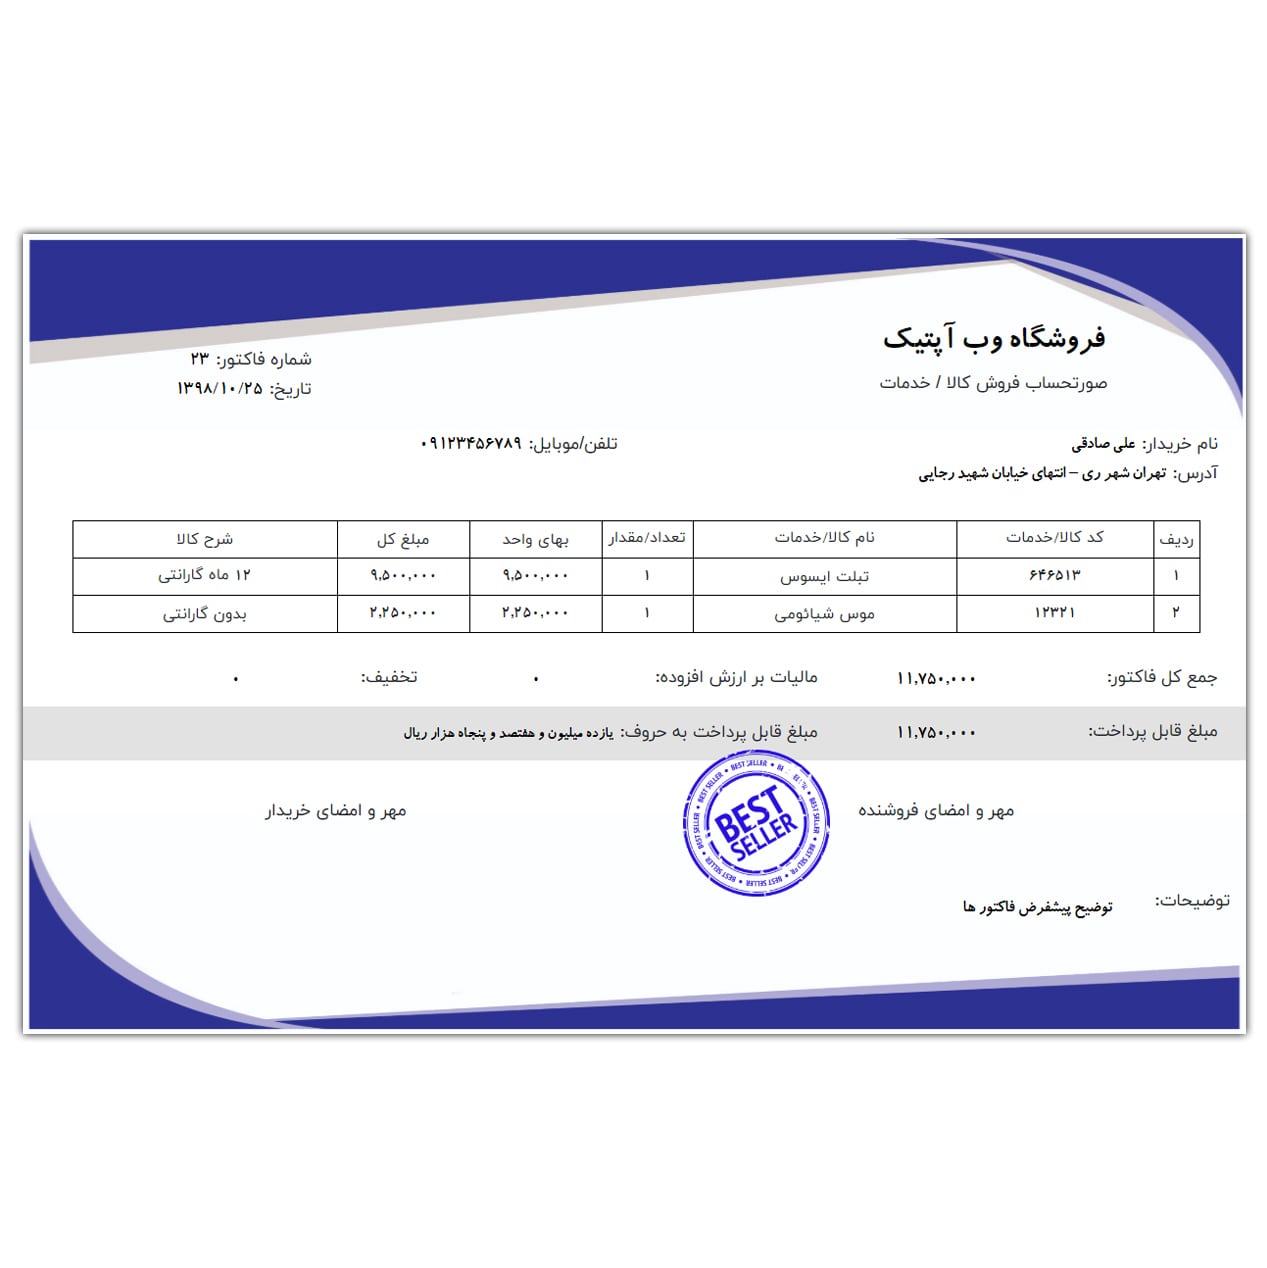 فروشگاه وب آپتیک
صورتحساب فروش کالا / خدمات
شماره فاکتور: ۲۳
تاریخ: ۱۳۹۸/۱۰/۲۵
نام خریدار: علی صادقی تلفن/موبایل: ۰۹۱۲۳۴۵۶۷۸۹
آدرس: تهران شهر ری – انتهای خیابان شهید رجایی
ردیف کد کالا/خدمات نام کالا/خدمات تعداد/مقدار بهای واحد مبلغ کل شرح کالا
۱ ۶۴۶۵۱۳ تبلت ایسوس ۱ ۹,۵۰۰,۰۰۰ ۹,۵۰۰,۰۰۰ ۱۲ ماه گارانتی
۲ ۱۲۳۲۱ موس شیائومی ۱ ۲,۲۵۰,۰۰۰ ۲,۲۵۰,۰۰۰ بدون گارانتی
جمع کل فاکتور: ۱۱,۷۵۰,۰۰۰ مالیات بر ارزش افزوده: ۰ تخفیف: ۰
مبلغ قابل پرداخت: ۱۱,۷۵۰,۰۰۰ مبلغ قابل پرداخت به حروف: یازده میلیون و هفتصد و پنجاه هزار ریال
مهر و امضای فروشنده مهر و امضای خریدار
BEST
SELLER
BEST SELLER • BEST SELLER • BEST SELLER • BEST SELLER • BEST SELLER • BEST SELLER
توضیحات: توضیح پیشفرض فاکتور ها